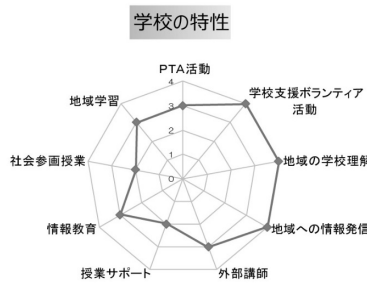 学校の特性
PTA活動
学校支援ボランティア
活動
地域の学校理解
地域への情報発信
外部講師
授業サポート
情報教育
社会参画授業
地域学習
4
3
2
1
0